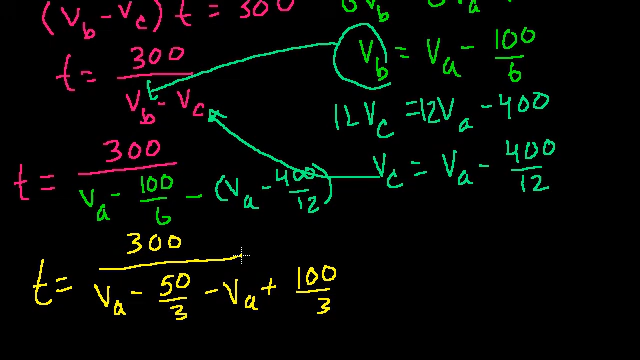 (V_b - V_c) t = 300
t = 300 / (V_b - V_c)
t = 300 / (V_a - 100/6 - (V_a - 400/12))
t = 300 / (V_a - 50/3 - V_a + 100/3)
V_b = V_a - 100/6
12V_c = 12V_a - 400
V_c = V_a - 400/12